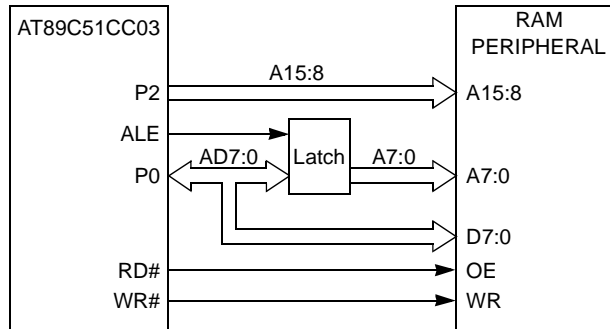 AT89C51CC03
RAM
PERIPHERAL
A15:8
P2
A15:8
ALE
Latch
AD7:0
A7:0
P0
A7:0
D7:0
RD#
OE
WR#
WR